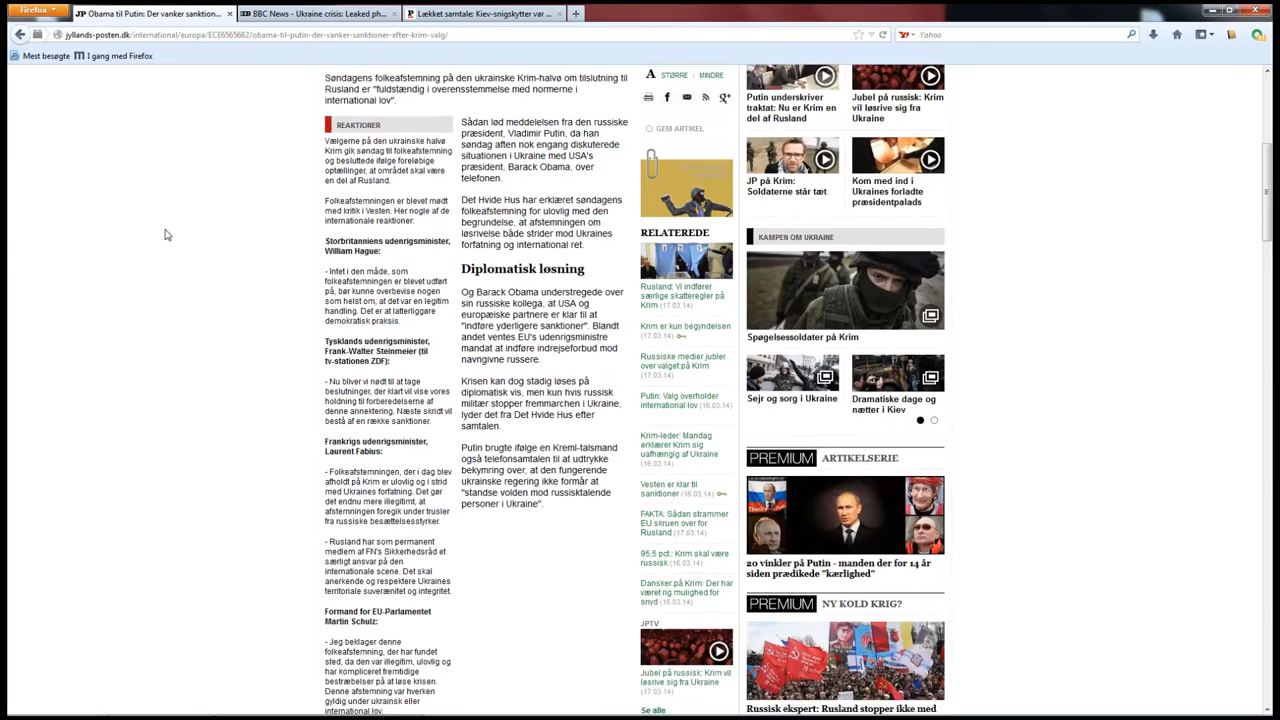 Firefox
JP Obama til Putin: Der vanker sanktion...
BBC News - Ukraine crisis: Leaked ph...
P Lækket samtale: Kiev-snigskytter var ...
jyllands-posten.dk/international/europa/ECE6565682/obama-til-putin-der-vanker-sanktioner-efter-krim-valg/
Yahoo
Mest besøgte
I gang med Firefox
Søndagens folkeafstemning på den ukrainske Krim-halvø om tilslutning til
Rusland er "fuldstændig i overensstemmelse med normerne i
international lov".
REAKTIONER
Vælgerne på den ukrainske halvø
Krim gik søndag til folkeafstemning
og besluttede ifølge foreløbige
optællinger, at området skal være
en del af Rusland.
Folkeafstemningen er blevet mødt
med kritik i Vesten. Her nogle af de
internationale reaktioner:
Storbritanniens udenrigsminister,
William Hague:
- Intet i den måde, som
folkeafstemningen er blevet udført
på, bør kunne overbevise nogen
som helst om, at det var en legitim
handling. Det er at latterliggøre
demokratisk praksis.
Tysklands udenrigsminister,
Frank-Walter Steinmeier (til
tv-stationen ZDF):
- Nu bliver vi nødt til at tage
beslutninger, der klart vil vise vores
holdning til forberedelserne af
denne annektering. Næste skridt vil
bestå af en række sanktioner.
Frankrigs udenrigsminister,
Laurent Fabius:
- Folkeafstemningen, der i dag blev
afholdt på Krim er ulovlig og i strid
med Ukraines forfatning. Det gør
det endnu mere illegitimt, at
afstemningen foregik under trusler
fra russiske besættelsesstyrker.
- Rusland har som permanent
medlem af FN's Sikkerhedsråd et
særligt ansvar på den
internationale scene. Det skal
anerkende og respektere Ukraines
territoriale suverænitet og integritet.
Formand for EU-Parlamentet
Martin Schulz:
- Jeg beklager denne
folkeafstemning, der har fundet
sted, da den var illegitim, ulovlig og
har kompliceret fremtidige
bestræbelser på at løse krisen.
Denne afstemning var hverken
gyldig under ukrainsk eller
international lov.
Sådan lød meddelelsen fra den russiske
præsident, Vladimir Putin, da han
søndag aften nok engang diskuterede
situationen i Ukraine med USA's
præsident. Barack Obama, over
telefonen.
Det Hvide Hus har erklæret søndagens
folkeafstemning for ulovlig med den
begrundelse, at afstemningen om
løsrivelse både strider mod Ukraines
forfatning og international ret.
Diplomatisk løsning
Og Barack Obama understregede over
sin russiske kollega, at USA og
europæiske partnere er klar til at
"indføre yderligere sanktioner". Blandt
andet ventes EU's udenrigsministre
mandat at indføre indrejseforbud mod
navngivne russere.
Krisen kan dog stadig løses på
diplomatisk vis, men kun hvis russisk
militær stopper fremmarchen i Ukraine,
lyder det fra Det Hvide Hus efter
samtalen.
Putin brugte ifølge en Kreml-talsmand
også telefonsamtalen til at udtrykke
bekymring over, at den fungerende
ukrainske regering ikke formår at
"standse volden mod russisktalende
personer i Ukraine".
A STØRRE | MINDRE
GEM ARTIKEL
RELATEREDE
Rusland: Vi indfører
særlige skatteregler på
Krim (17.03.14)
Krim er kun begyndelsen
(17.03.14)
Russiske medier jubler
over valget på Krim
(17.03.14)
Putin: Valg overholder
international lov (16.03.14)
Krim-leder: Mandag
erklærer Krim sig
uafhængig af Ukraine
(16.03.14)
Vesten er klar til
sanktioner (16.03.14)
FAKTA: Sådan strammer
EU skruen over for
Rusland (17.03.14)
95,5 pct.: Krim skal være
russisk (16.03.14)
Dansker på Krim: Der har
været rig mulighed for
snyd (16.03.14)
JPTV
Jubel på russisk: Krim vil
løsrive sig fra Ukraine
(17.03.14)
Se alle
Putin underskriver
traktat: Nu er Krim en
del af Rusland
Jubel på russisk: Krim
vil løsrive sig fra
Ukraine
JP på Krim:
Soldaterne står tæt
Kom med ind i
Ukraines forladte
præsidentpalads
KAMPEN OM UKRAINE
Spøgelsessoldater på Krim
Sejr og sorg i Ukraine
Dramatiske dage og
nætter i Kiev
PREMIUM ARTIKELSERIE
20 vinkler på Putin - manden der for 14 år
siden prædikede "kærlighed"
PREMIUM NY KOLD KRIG?
Russisk ekspert: Rusland stopper ikke med